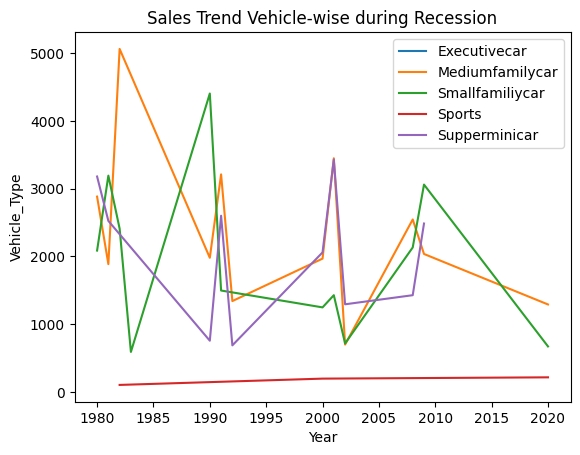 Sales Trend Vehicle-wise during Recession
Executivecar
Mediumfamilycar
Smallfamiliycar
Sports
Supperminicar
Vehicle_Type
5000
4000
3000
2000
1000
0
1980
1985
1990
1995
2000
2005
2010
2015
2020
Year